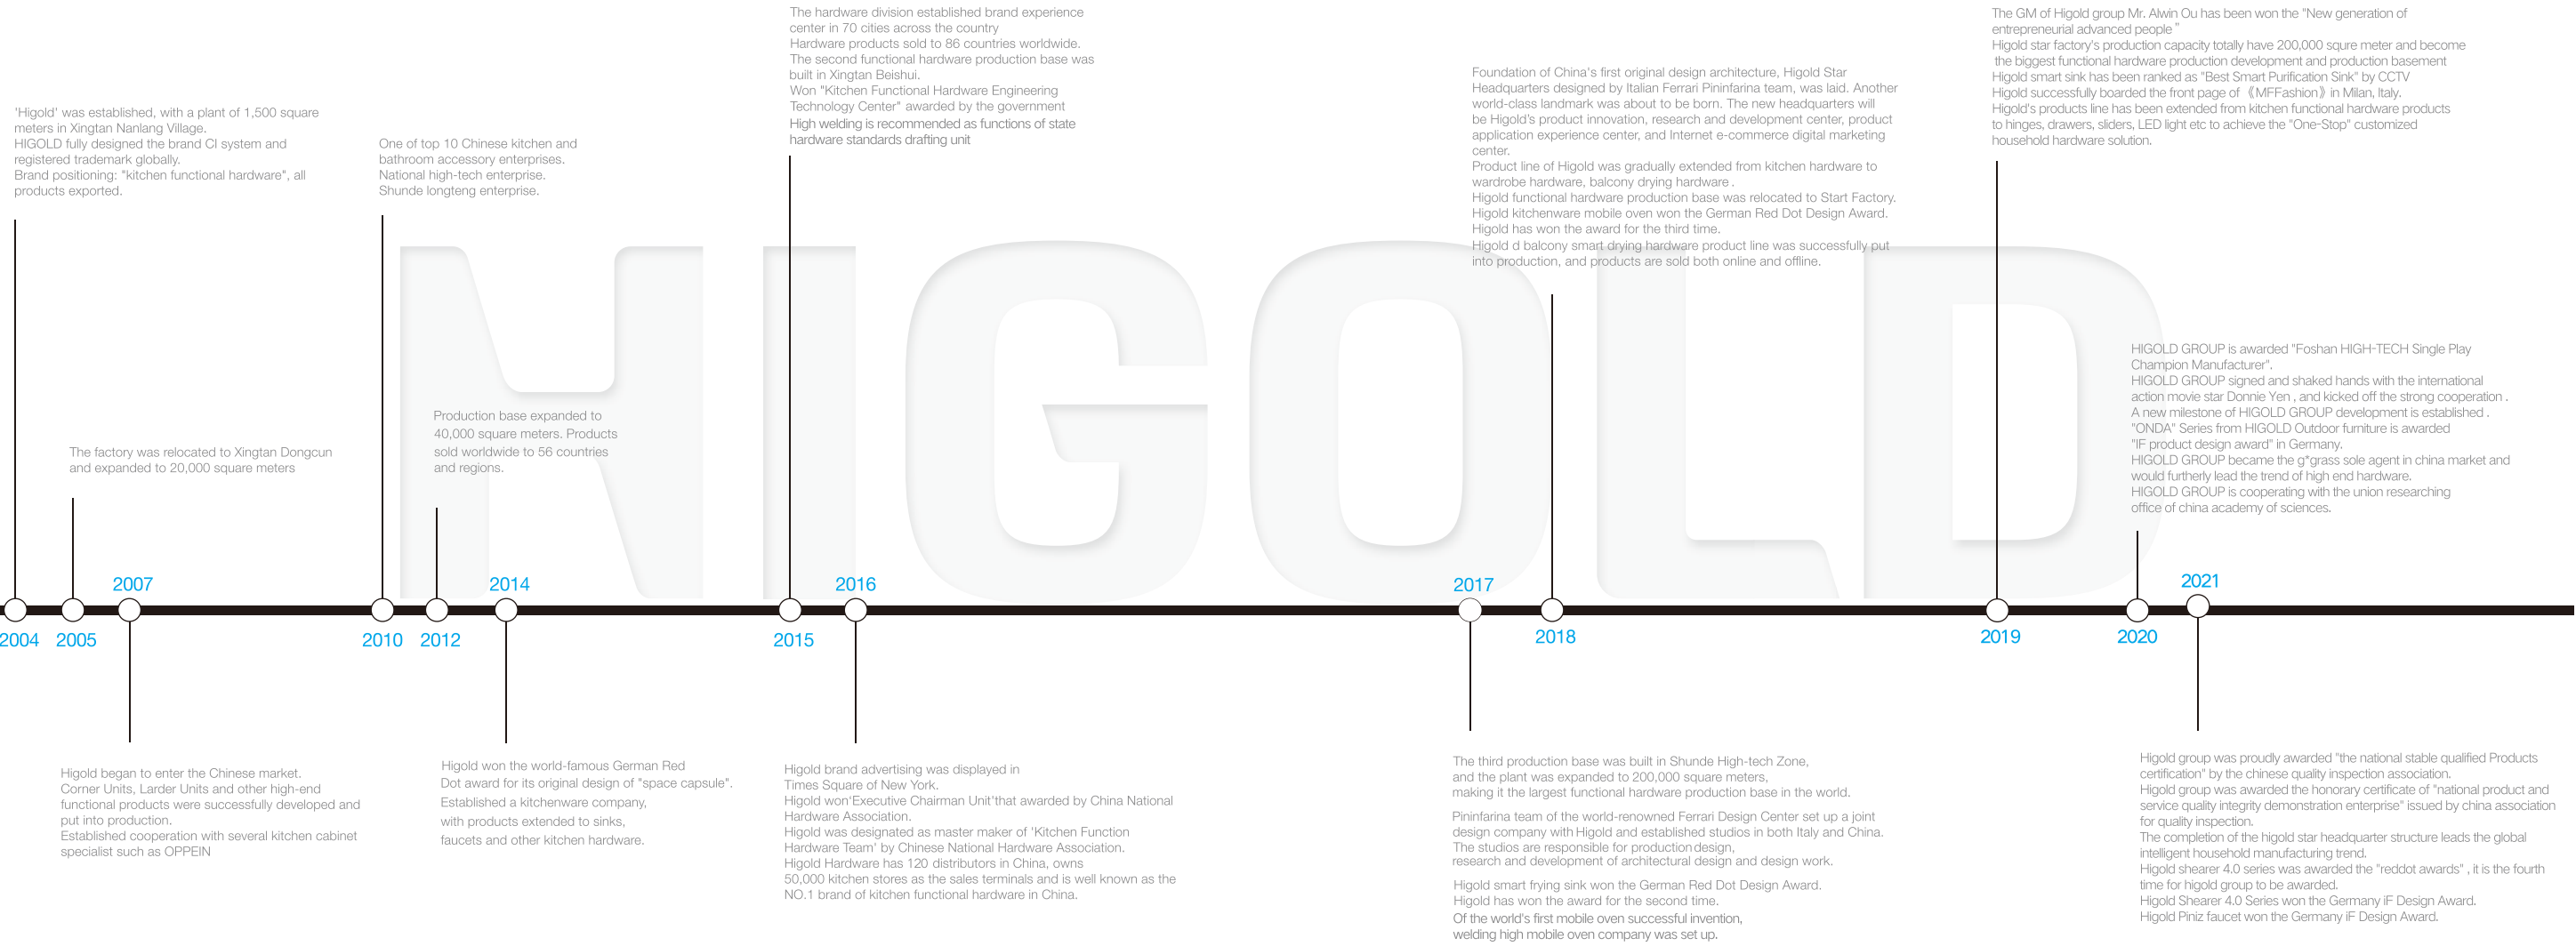 'Higold' was established, with a plant of 1,500 square
meters in Xingtan Nanlang Village.
HIGOLD fully designed the brand CI system and
registered trademark globally.
Brand positioning: "kitchen functional hardware", all
products exported.
2004
The factory was relocated to Xingtan Dongcun
and expanded to 20,000 square meters
2005
2007
Higold began to enter the Chinese market.
Corner Units, Larder Units and other high-end
functional products were successfully developed and
put into production.
Established cooperation with several kitchen cabinet
specialist such as OPPEIN
One of top 10 Chinese kitchen and
bathroom accessory enterprises.
National high-tech enterprise.
Shunde longteng enterprise.
2010
Production base expanded to
40,000 square meters. Products
sold worldwide to 56 countries
and regions.
2012
2014
Higold won the world-famous German Red
Dot award for its original design of "space capsule".
Established a kitchenware company,
with products extended to sinks,
faucets and other kitchen hardware.
The hardware division established brand experience
center in 70 cities across the country
Hardware products sold to 86 countries worldwide.
The second functional hardware production base was
built in Xingtan Beishui.
Won "Kitchen Functional Hardware Engineering
Technology Center" awarded by the government
High welding is recommended as functions of state
hardware standards drafting unit
2015
2016
Higold brand advertising was displayed in
Times Square of New York.
Higold won'Executive Chairman Unit'that awarded by China National
Hardware Association.
Higold was designated as master maker of 'Kitchen Function
Hardware Team' by Chinese National Hardware Association.
Higold Hardware has 120 distributors in China, owns
50,000 kitchen stores as the sales terminals and is well known as the
NO.1 brand of kitchen functional hardware in China.
HIGOLD
2017
The third production base was built in Shunde High-tech Zone,
and the plant was expanded to 200,000 square meters,
making it the largest functional hardware production base in the world.
Pininfarina team of the world-renowned Ferrari Design Center set up a joint
design company with Higold and established studios in both Italy and China.
The studios are responsible for production design,
research and development of architectural design and design work.
Higold smart frying sink won the German Red Dot Design Award.
Higold has won the award for the second time.
Of the world's first mobile oven successful invention,
welding high mobile oven company was set up.
Foundation of China's first original design architecture, Higold Star
Headquarters designed by Italian Ferrari Pininfarina team, was laid. Another
world-class landmark was about to be born. The new headquarters will
be Higold's product innovation, research and development center, product
application experience center, and Internet e-commerce digital marketing
center.
Product line of Higold was gradually extended from kitchen hardware to
wardrobe hardware, balcony drying hardware .
Higold functional hardware production base was relocated to Start Factory.
Higold kitchenware mobile oven won the German Red Dot Design Award.
Higold has won the award for the third time.
Higold d balcony smart drying hardware product line was successfully put
into production, and products are sold both online and offline.
2018
The GM of Higold group Mr. Alwin Ou has been won the "New generation of
entrepreneurial advanced people "
Higold star factory's production capacity totally have 200,000 squre meter and become
the biggest functional hardware production development and production basement
Higold smart sink has been ranked as "Best Smart Purification Sink" by CCTV
Higold successfully boarded the front page of 《MFFashion》in Milan, Italy.
Higold's products line has been extended from kitchen functional hardware products
to hinges, drawers, sliders, LED light etc to achieve the "One-Stop" customized
household hardware solution.
2019
HIGOLD GROUP is awarded "Foshan HIGH-TECH Single Play
Champion Manufacturer".
HIGOLD GROUP signed and shaked hands with the international
action movie star Donnie Yen , and kicked off the strong cooperation .
A new milestone of HIGOLD GROUP development is established .
"ONDA" Series from HIGOLD Outdoor furniture is awarded
"IF product design award" in Germany.
HIGOLD GROUP became the g*grass sole agent in china market and
would furtherly lead the trend of high end hardware.
HIGOLD GROUP is cooperating with the union researching
office of china academy of sciences.
2020
2021
Higold group was proudly awarded "the national stable qualified Products
certification" by the chinese quality inspection association.
Higold group was awarded the honorary certificate of "national product and
service quality integrity demonstration enterprise" issued by china association
for quality inspection.
The completion of the higold star headquarter structure leads the global
intelligent household manufacturing trend.
Higold shearer 4.0 series was awarded the "reddot awards" , it is the fourth
time for higold group to be awarded.
Higold Shearer 4.0 Series won the Germany iF Design Award.
Higold Piniz faucet won the Germany iF Design Award.